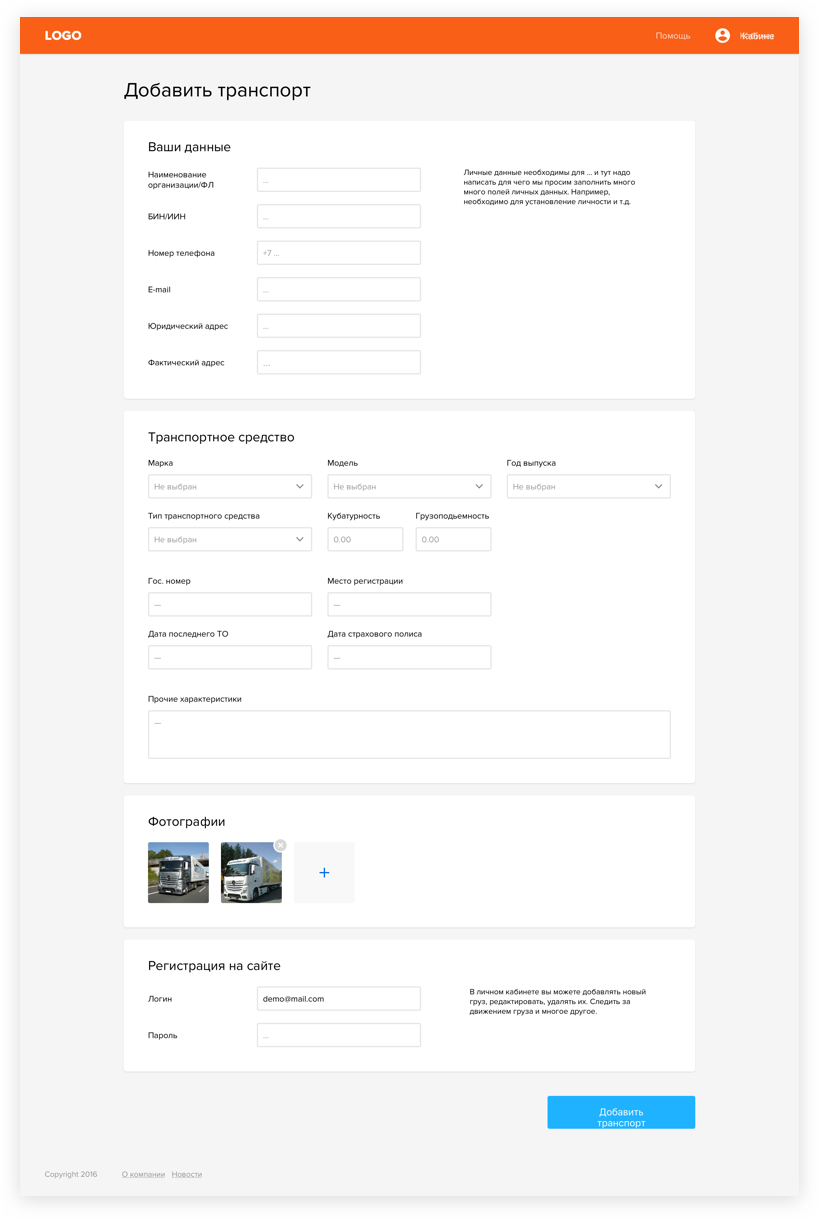 LOGO
Помощь
Кабине
Добавить транспорт
Ваши данные
Наименование
организации/ФЛ
...
Личные данные необходимы для ... и тут надо
написать для чего мы просим заполнить много
много полей личных данных. Например,
необходимо для установление личности и т.д.
БИН/ИИН
...
Номер телефона
+7 ...
E-mail
...
Юридический адрес
...
Фактический адрес
...
Транспортное средство
Марка
Модель
Год выпуска
Не выбран
Не выбран
Не выбран
Тип транспортного средства
Кубатурность
Грузоподьемность
Не выбран
0.00
0.00
Гос. номер
Место регистрации
—
—
Дата последнего ТО
Дата страхового полиса
—
—
Прочие характеристики
—
Фотографии
+
Регистрация на сайте
Логин
demo@mail.com
В личном кабинете вы можете добавлять новый
груз, редактировать, удалять их. Следить за
движением груза и многое другое.
Пароль
...
Добавить
транспорт
Copyright 2016
О компании
Новости